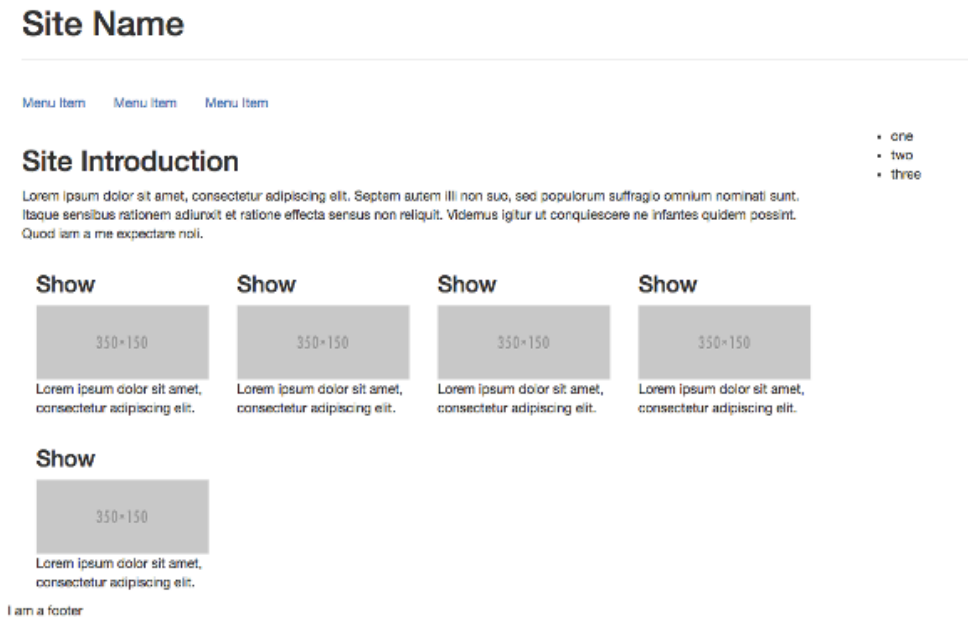 Site Name
Menu Item Menu Item Menu Item
one
two
three
Site Introduction
Lorem ipsum dolor sit amet, consectetur adipiscing elit. Septem autem illi non suo, sed populorum suffragio omnium nominati sunt.
Itaque sensibus rationem adiunxit et ratione effecta sensus non reliquit. Videmus igitur ut conquiescere ne infantes quidem possint.
Quod iam a me expectare noli.
Show Show Show Show
350×150 350×150 350×150 350×150
Lorem ipsum dolor sit amet, Lorem ipsum dolor sit amet, Lorem ipsum dolor sit amet, Lorem ipsum dolor sit amet,
consectetur adipiscing elit. consectetur adipiscing elit. consectetur adipiscing elit. consectetur adipiscing elit.
Show
350×150
Lorem ipsum dolor sit amet,
consectetur adipiscing elit.
I am a footer